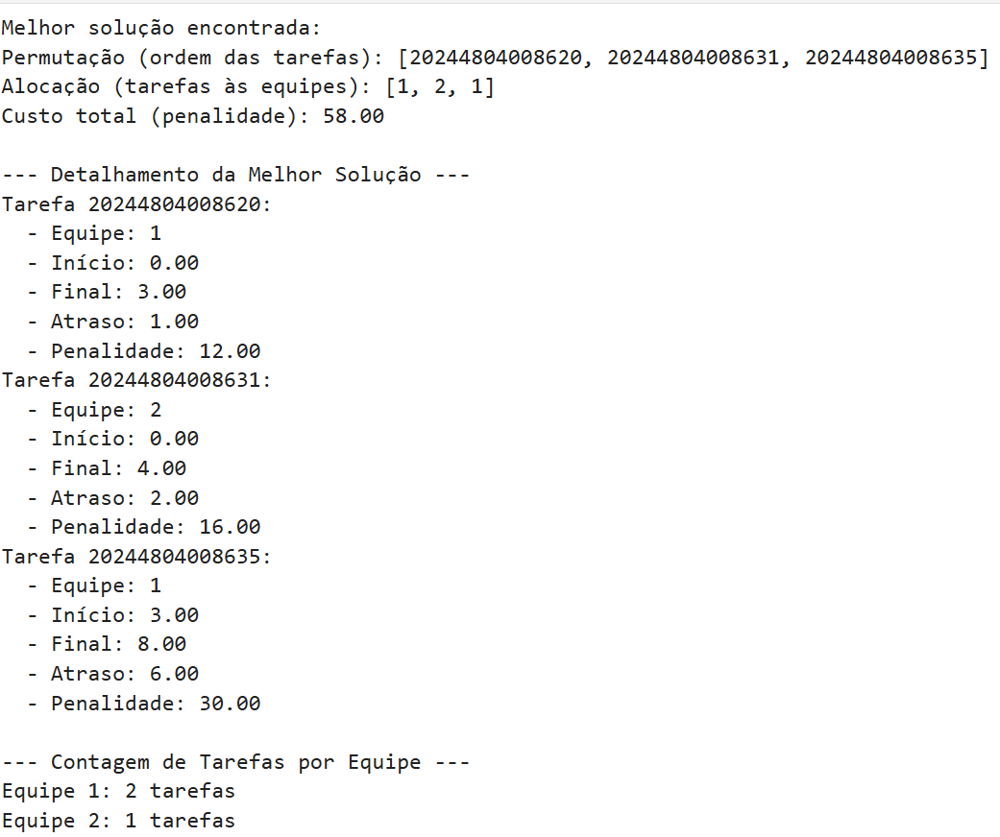 Melhor solução encontrada:
Permutação (ordem das tarefas): [20244804008620, 20244804008631, 20244804008635]
Alocação (tarefas às equipes): [1, 2, 1]
Custo total (penalidade): 58.00

--- Detalhamento da Melhor Solução ---
Tarefa 20244804008620:
  - Equipe: 1
  - Início: 0.00
  - Final: 3.00
  - Atraso: 1.00
  - Penalidade: 12.00
Tarefa 20244804008631:
  - Equipe: 2
  - Início: 0.00
  - Final: 4.00
  - Atraso: 2.00
  - Penalidade: 16.00
Tarefa 20244804008635:
  - Equipe: 1
  - Início: 3.00
  - Final: 8.00
  - Atraso: 6.00
  - Penalidade: 30.00

--- Contagem de Tarefas por Equipe ---
Equipe 1: 2 tarefas
Equipe 2: 1 tarefas